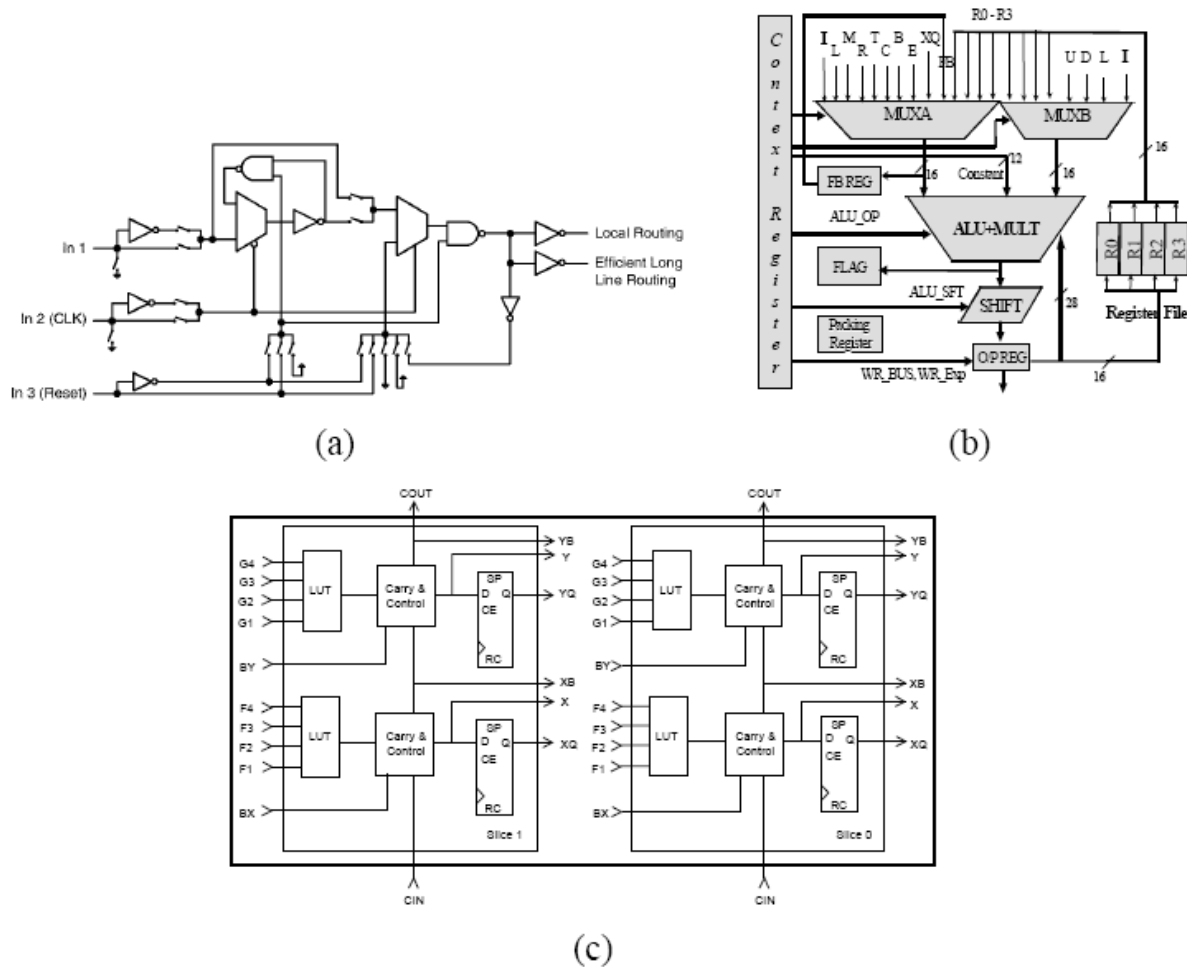 In 1
In 2 (CLK)
In 3 (Reset)
Local Routing
Efficient Long
Line Routing
(a)
Context Register
R0 - R3
I L M R T C B E XQ FB
U D L I
MUXA
MUXB
16
12
16
16
FB REG
Constant
ALU_OP
ALU+MULT
FLAG
ALU_SFT
SHIFT
28
R0 R1 R2 R3
Register File
Packing
Register
O/P REG
WR_BUS, WR_Exp
16
(b)
COUT
COUT
G4
G3
G2
G1
LUT
Carry &
Control
YB
Y
SP
D Q
CE
RC
YQ
BY
F4
F3
F2
F1
LUT
Carry &
Control
XB
X
SP
D Q
CE
RC
XQ
BX
Slice 1
CIN
G4
G3
G2
G1
LUT
Carry &
Control
YB
Y
SP
D Q
CE
RC
YQ
BY
F4
F3
F2
F1
LUT
Carry &
Control
XB
X
SP
D Q
CE
RC
XQ
BX
Slice 0
CIN
(c)